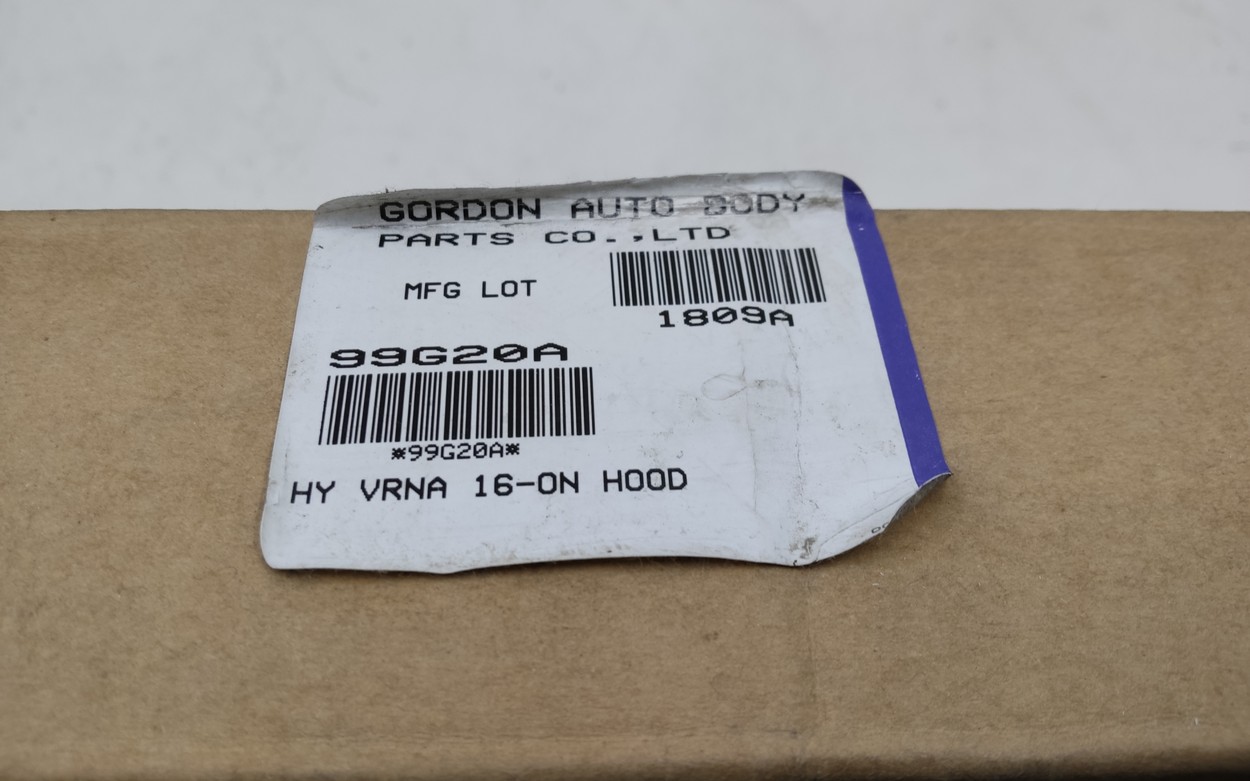 GORDON AUTO BODY
PARTS CO.,LTD
MFG LOT
1809A
99G20A
*99G20A*
HY VRNA 16-ON HOOD